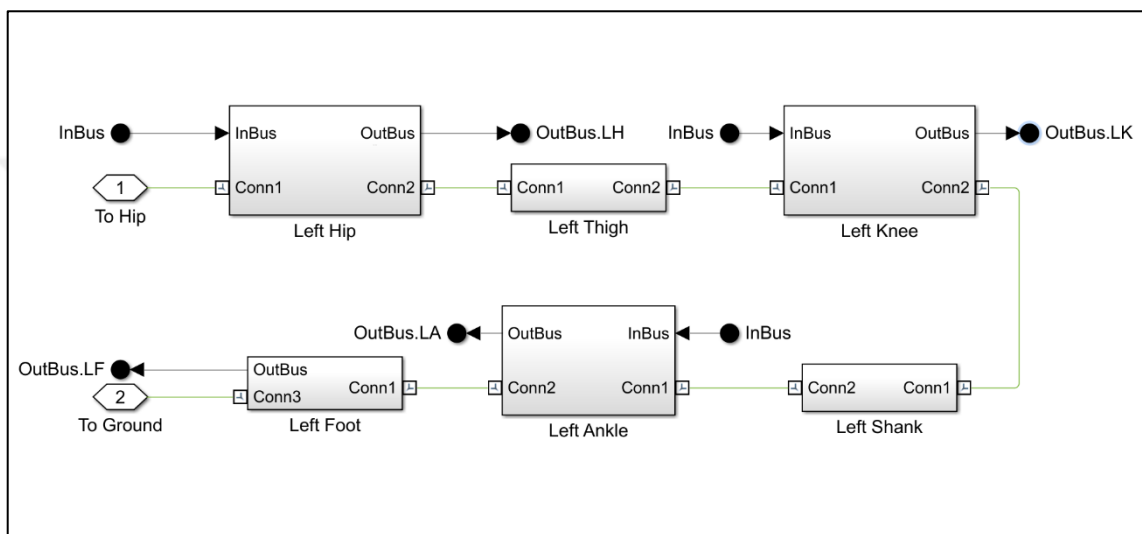 InBus
InBus
OutBus
OutBus.LH
InBus
InBus
OutBus
OutBus.LK
1
Conn1
Conn2
Conn1
Conn2
Conn1
Conn2
To Hip
Left Hip
Left Thigh
Left Knee
OutBus.LA
OutBus
InBus
InBus
OutBus.LF
OutBus
2
Conn3
Conn1
Conn2
Conn1
Conn2
Conn1
To Ground
Left Foot
Left Ankle
Left Shank